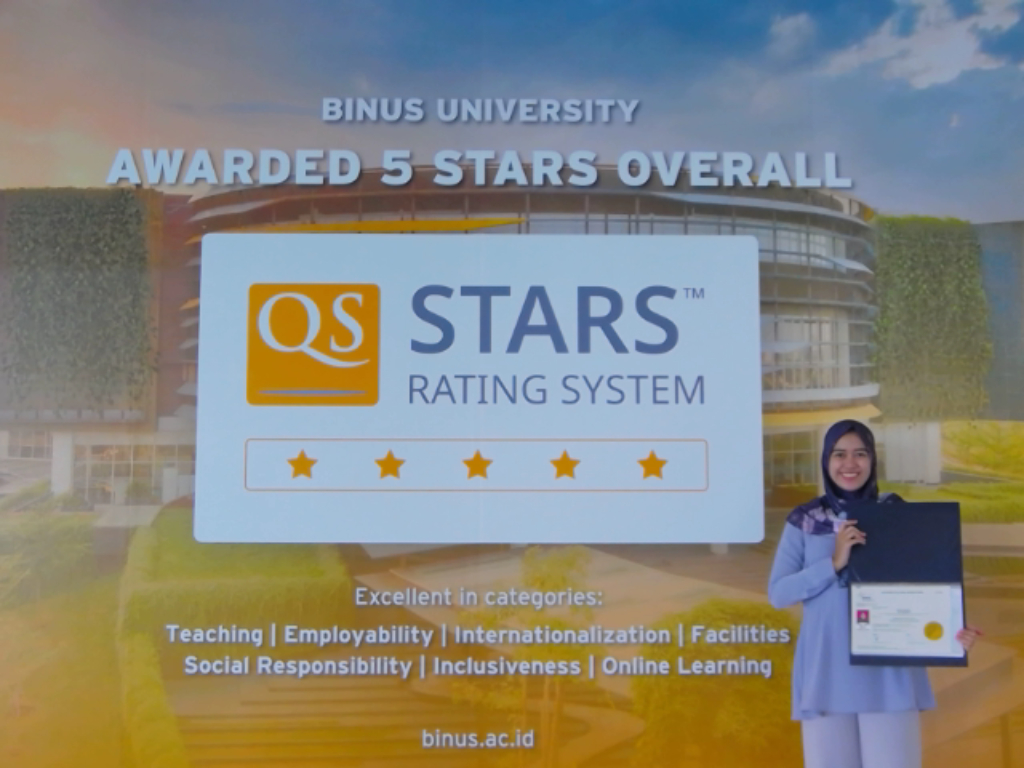 BINUS UNIVERSITY
AWARDED 5 STARS OVERALL
QS
STARS™
RATING SYSTEM
Excellent in categories:
Teaching | Employability | Internationalization | Facilities
Social Responsibility | Inclusiveness | Online Learning
binus.ac.id